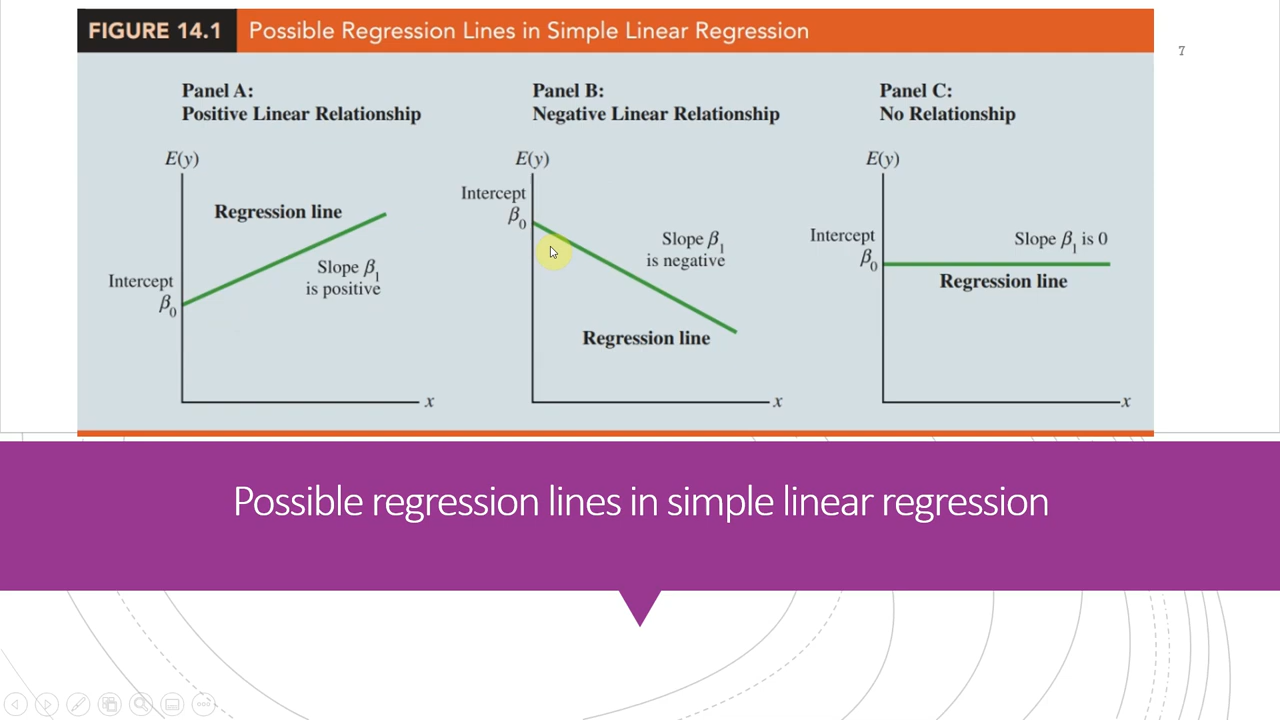 FIGURE 14.1 Possible Regression Lines in Simple Linear Regression
7
Panel A:
Positive Linear Relationship
E(y)
Regression line
Slope β1
is positive
Intercept
β0
x
Panel B:
Negative Linear Relationship
E(y)
Intercept
β0
Slope β1
is negative
Regression line
x
Panel C:
No Relationship
E(y)
Intercept
β0
Slope β1 is 0
Regression line
x
Possible regression lines in simple linear regression